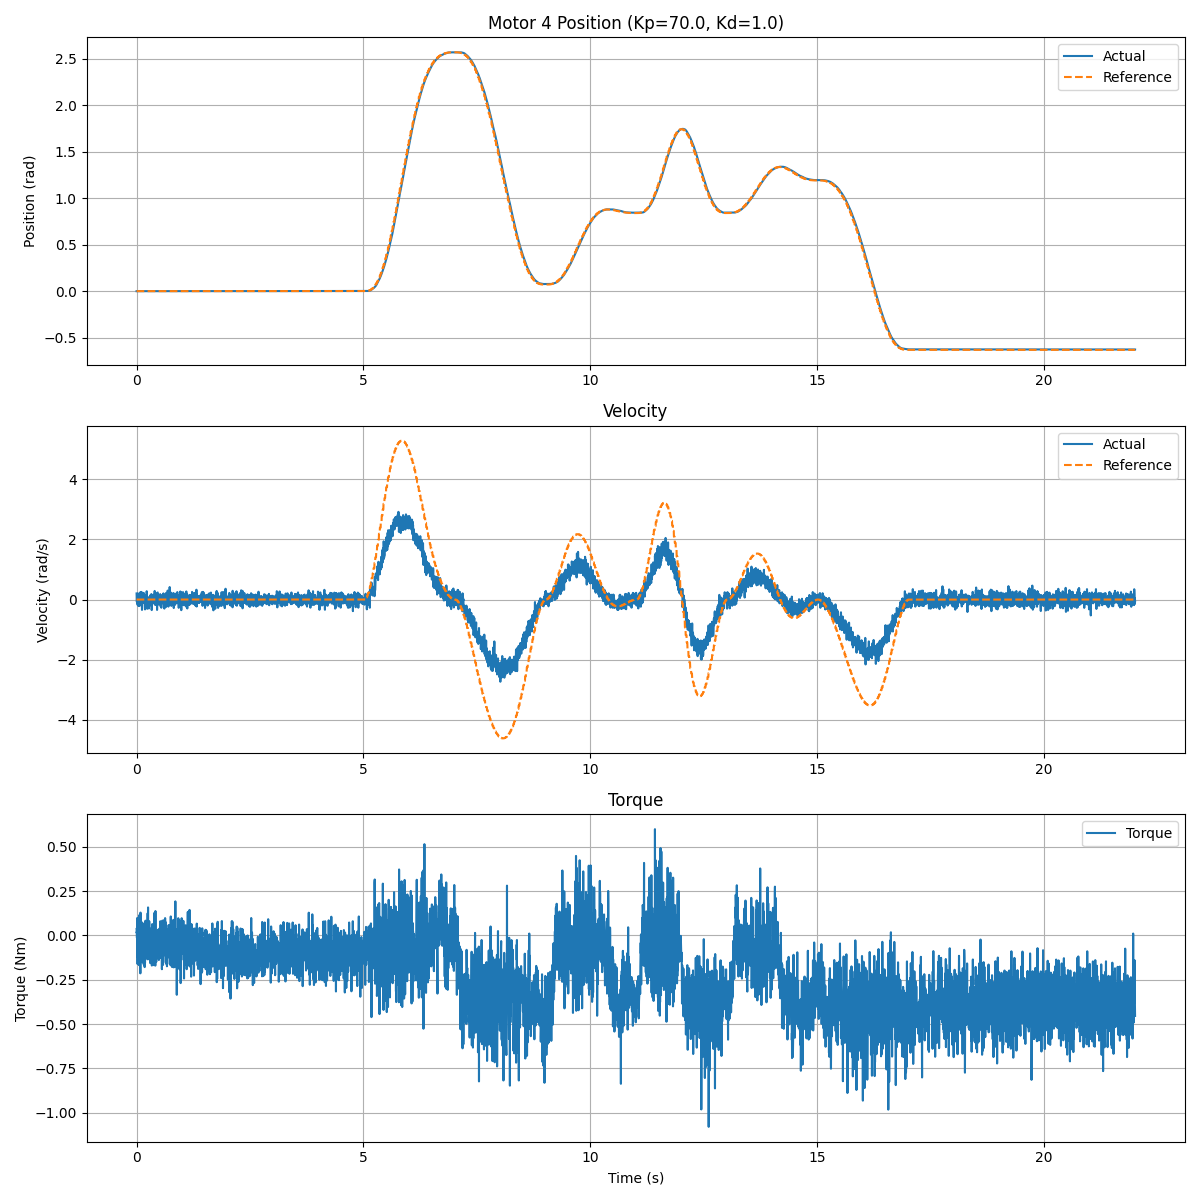 Motor 4 Position (Kp=70.0, Kd=1.0)
Position (rad)
2.5
2.0
1.5
1.0
0.5
0.0
−0.5
Actual
Reference
0 5 10 15 20
Velocity
Velocity (rad/s)
4
2
0
−2
−4
Actual
Reference
0 5 10 15 20
Torque
Torque (Nm)
0.50
0.25
0.00
−0.25
−0.50
−0.75
−1.00
Torque
0 5 10 15 20
Time (s)